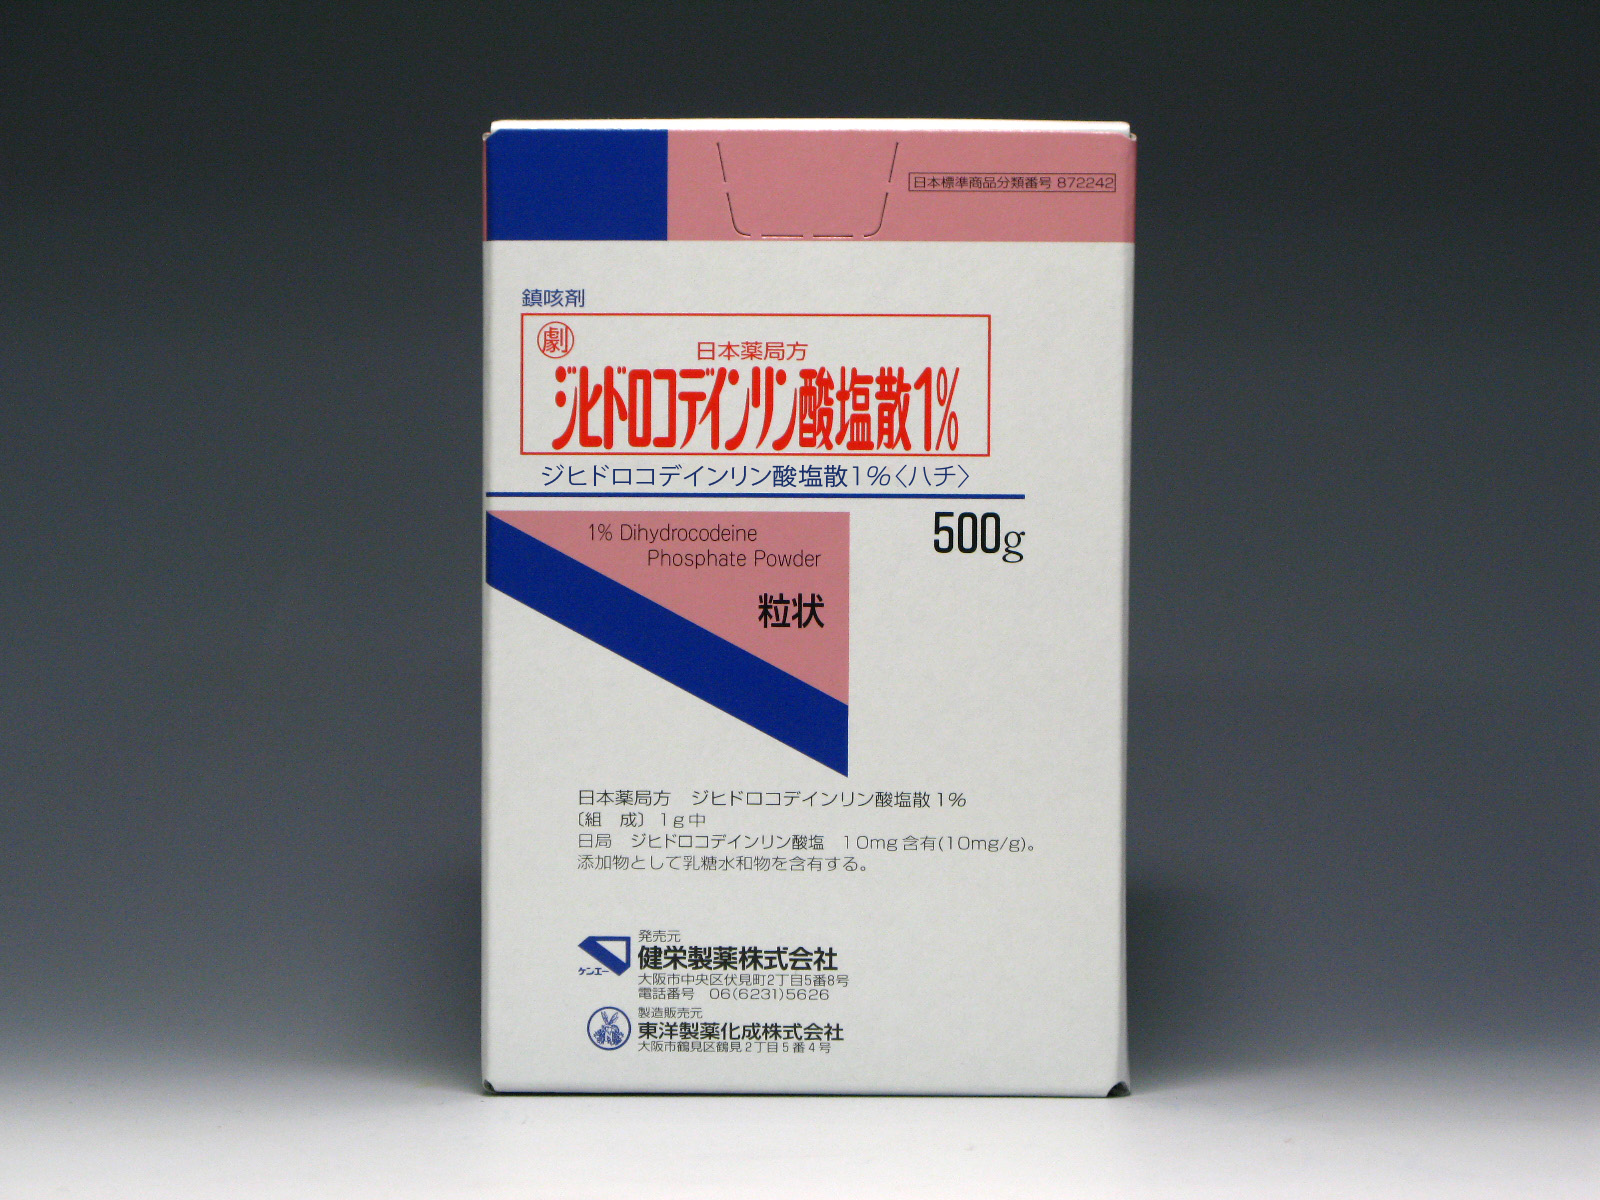 日本標準商品分類番号 872242
鎮咳剤
劇
日本薬局方
ジヒドロコデインリン酸塩散1%
ジヒドロコデインリン酸塩散1%〈ハチ〉
500g
1% Dihydrocodeine
Phosphate Powder
粒状
日本薬局方　ジヒドロコデインリン酸塩散1%
〔組　成〕 1g中
日局　ジヒドロコデインリン酸塩　10mg含有(10mg/g)。
添加物として乳糖水和物を含有する。
発売元
健栄製薬株式会社
ケンエー
大阪市中央区伏見町2丁目5番8号
電話番号　06(6231)5626
製造販売元
東洋製薬化成株式会社
大阪市鶴見区鶴見2丁目5番4号